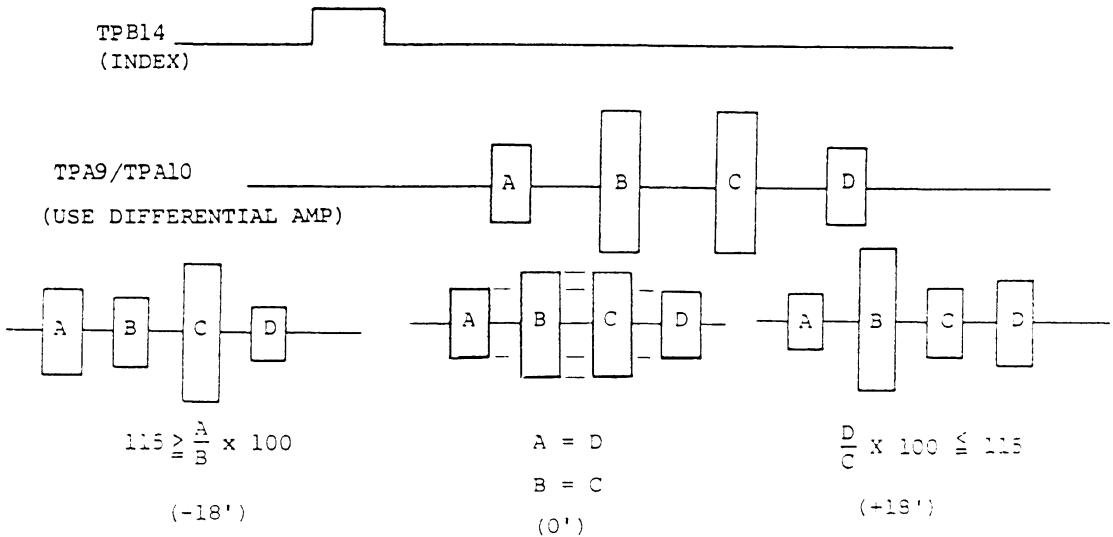 TPB14
(INDEX)
TPA9/TPA10
(USE DIFFERENTIAL AMP)
A B C D
A B C D
A B C D
A B C D
115 ≧ A/B x 100
A = D
D/C X 100 ≦ 115
B = C
(-18')
(0')
(+18')